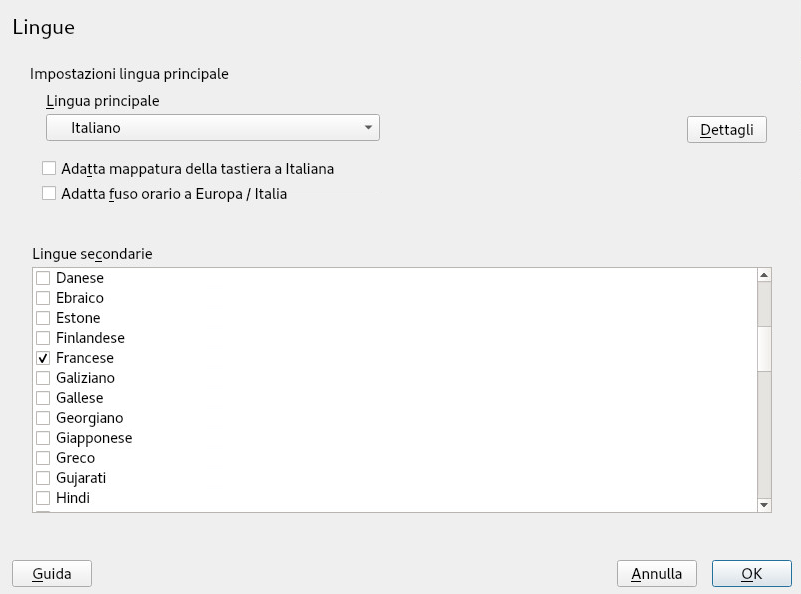 Lingue
Impostazioni lingua principale
Lingua principale
Italiano
Dettagli
Adatta mappatura della tastiera a Italiana
Adatta fuso orario a Europa / Italia
Lingue secondarie
Danese
Ebraico
Estone
Finlandese
Francese
Galiziano
Gallese
Georgiano
Giapponese
Greco
Gujarati
Hindi
Guida
Annulla
OK